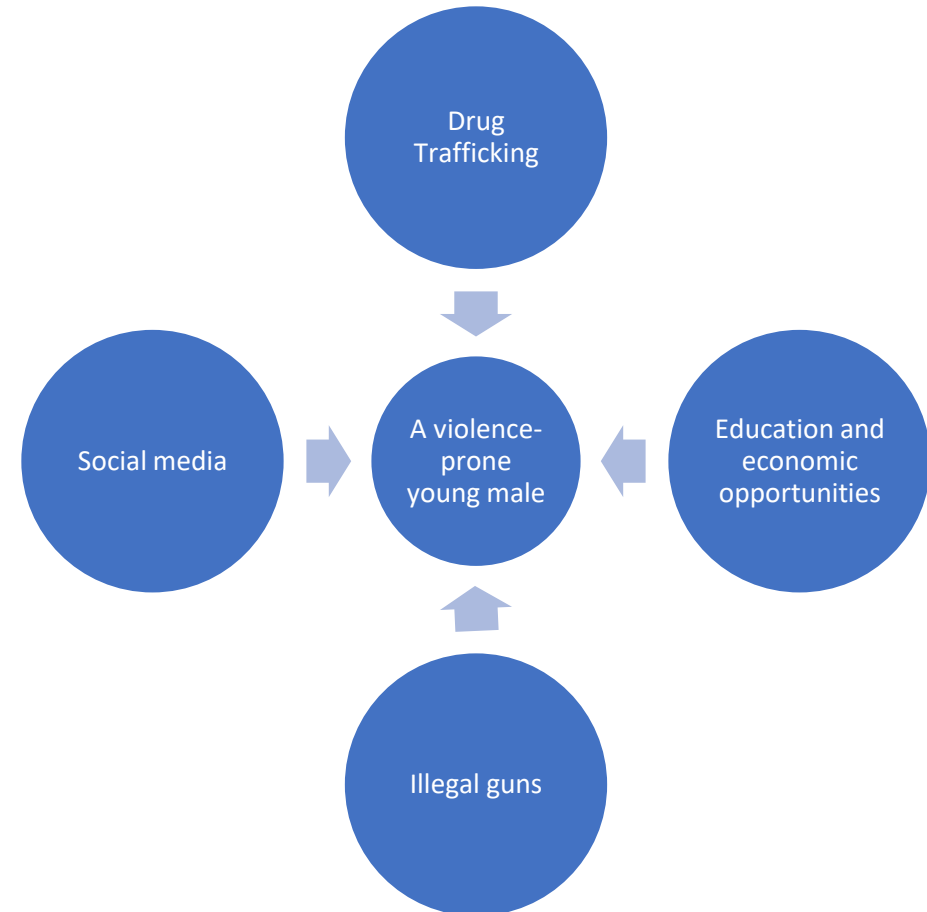 Drug
Trafficking
Social media
A violence-
prone
young male
Education and
economic
opportunities
Illegal guns